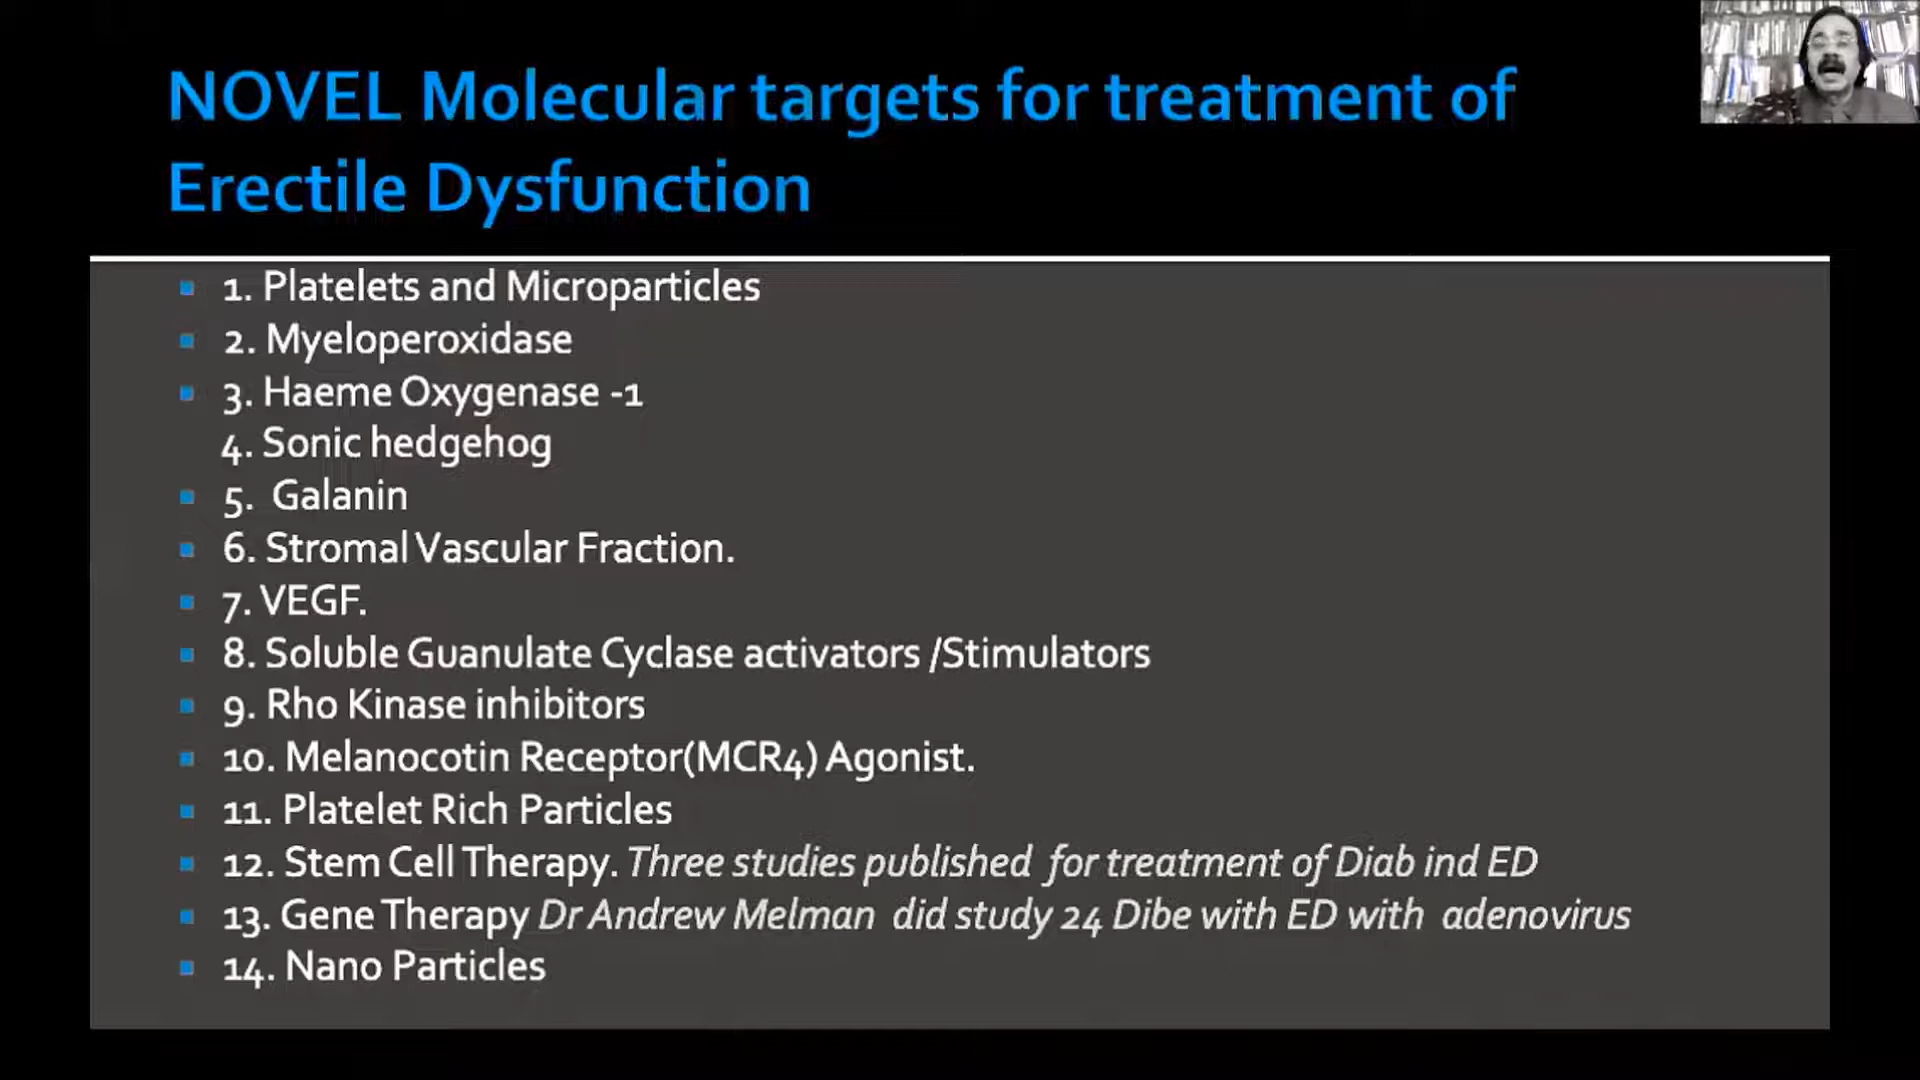 NOVEL Molecular targets for treatment of
Erectile Dysfunction
1. Platelets and Microparticles
2. Myeloperoxidase
3. Haeme Oxygenase -1
4. Sonic hedgehog
5. Galanin
6. Stromal Vascular Fraction.
7. VEGF.
8. Soluble Guanulate Cyclase activators /Stimulators
9. Rho Kinase inhibitors
10. Melanocotin Receptor(MCR4) Agonist.
11. Platelet Rich Particles
12. Stem Cell Therapy. Three studies published for treatment of Diab ind ED
13. Gene Therapy Dr Andrew Melman did study 24 Dibe with ED with adenovirus
14. Nano Particles